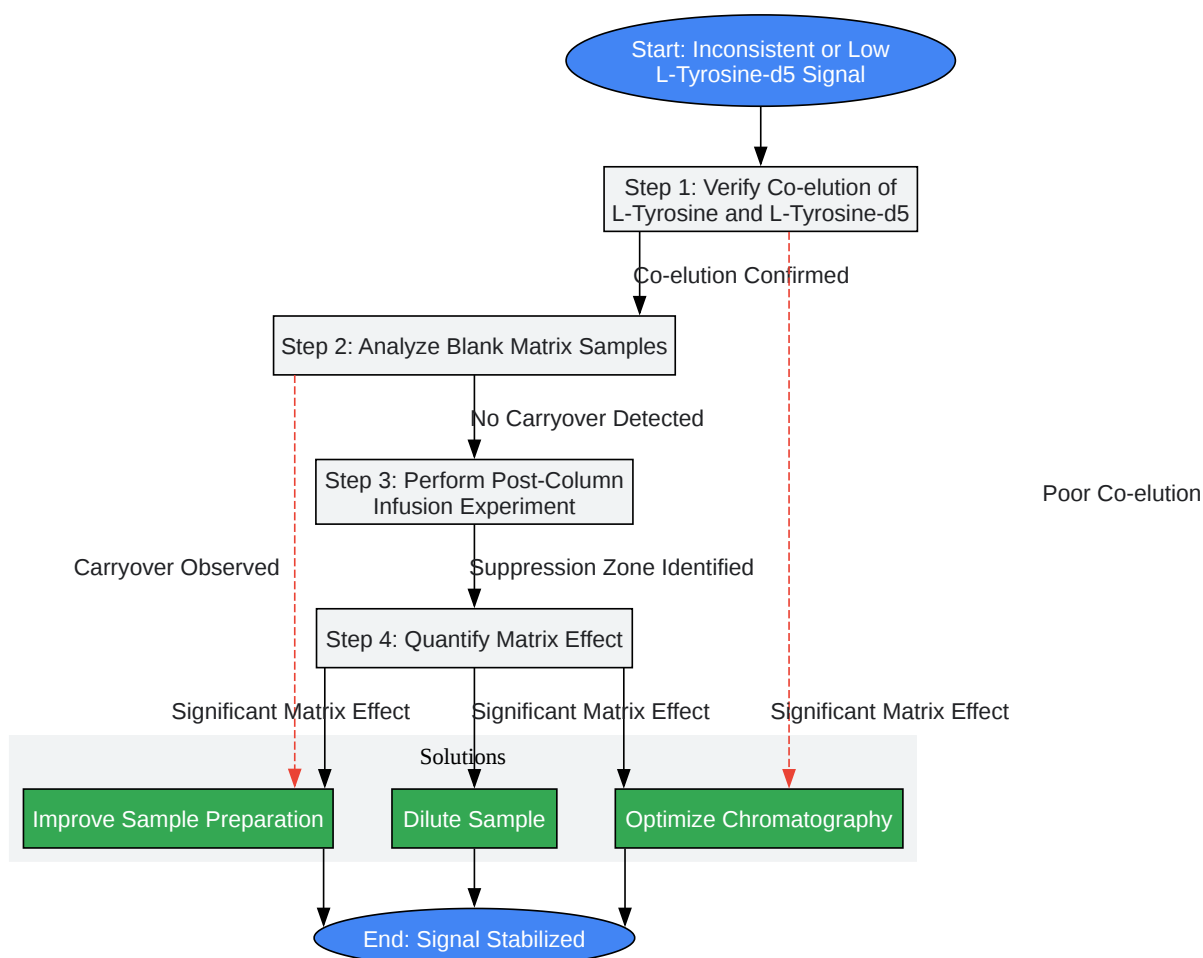 Start: Inconsistent or Low
L-Tyrosine-d5 Signal
Step 1: Verify Co-elution of
L-Tyrosine and L-Tyrosine-d5
Co-elution Confirmed
Step 2: Analyze Blank Matrix Samples
No Carryover Detected
Step 3: Perform Post-Column
Infusion Experiment
Poor Co-elution
Carryover Observed
Suppression Zone Identified
Step 4: Quantify Matrix Effect
Significant Matrix Effect
Significant Matrix Effect
Significant Matrix Effect
Solutions
Improve Sample Preparation
Dilute Sample
Optimize Chromatography
End: Signal Stabilized